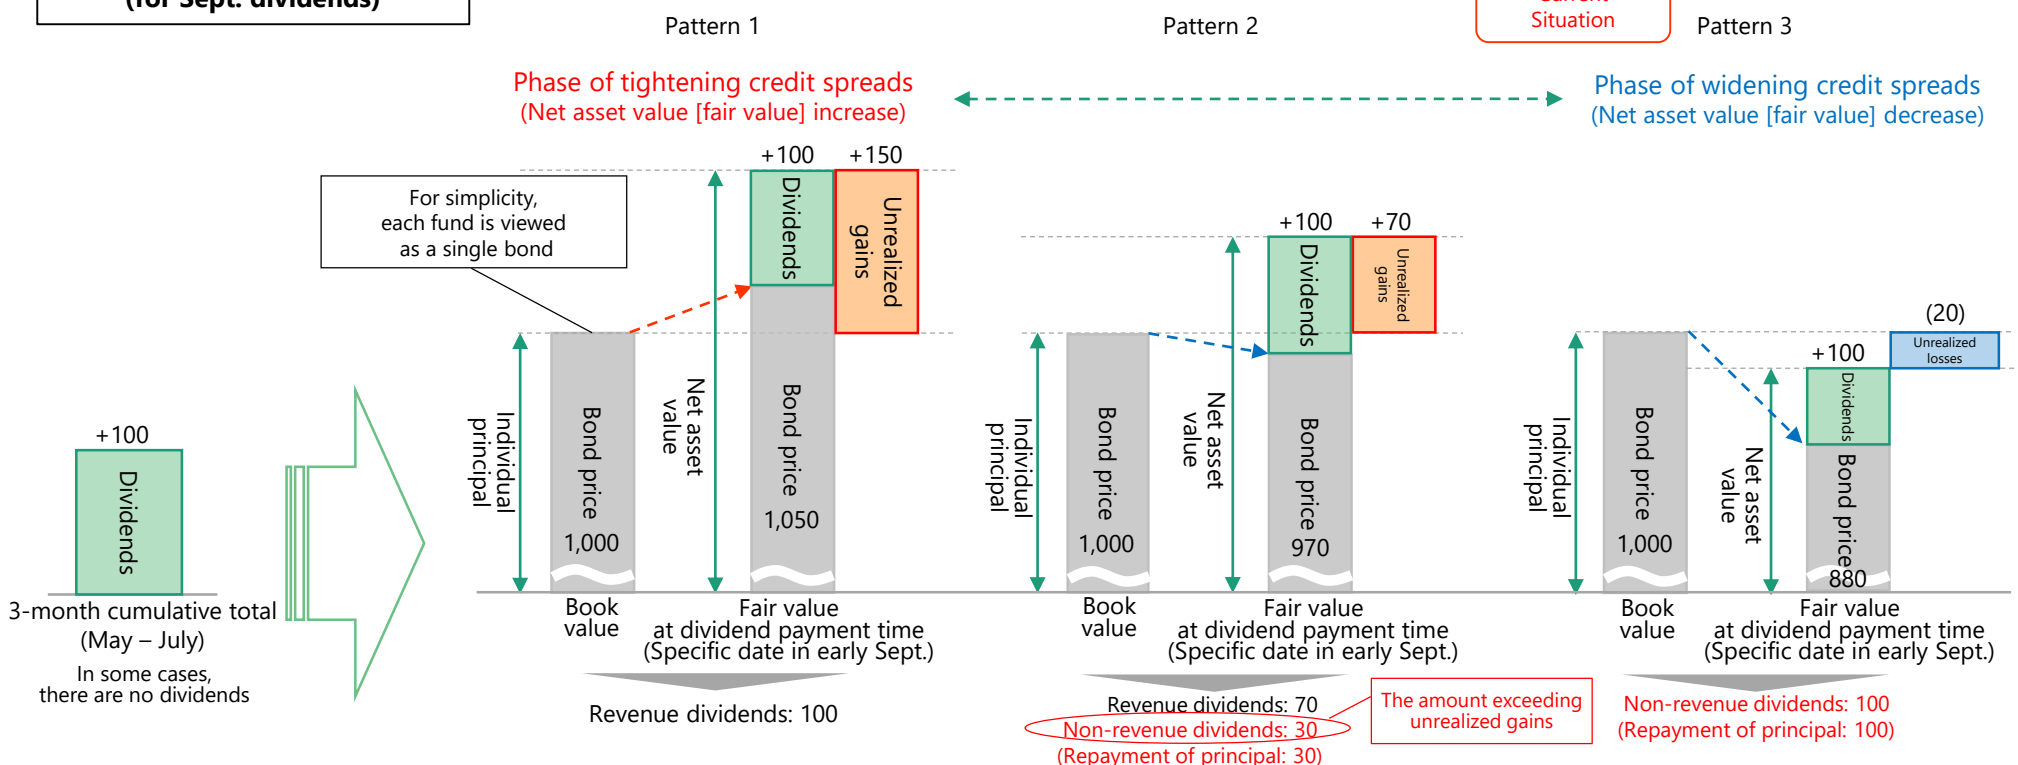 (for Sept. dividends)
Current
Situation
Pattern 1
Pattern 2
Pattern 3
Phase of tightening credit spreads
(Net asset value [fair value] increase)
Phase of widening credit spreads
(Net asset value [fair value] decrease)
For simplicity,
each fund is viewed
as a single bond
+100
Dividends
3-month cumulative total
(May – July)
In some cases,
there are no dividends
Individual
principal
Bond price
1,000
Book
value
Net asset
value
+100
Dividends
+150
Unrealized
gains
Bond price
1,050
Fair value
at dividend payment time
(Specific date in early Sept.)
Revenue dividends: 100
Individual
principal
Bond price
1,000
Book
value
Net asset
value
+100
Dividends
+70
Unrealized
gains
Bond price
970
Fair value
at dividend payment time
(Specific date in early Sept.)
Revenue dividends: 70
Non-revenue dividends: 30
(Repayment of principal: 30)
The amount exceeding
unrealized gains
Individual
principal
Bond price
1,000
Book
value
Net asset
value
+100
Dividends
(20)
Unrealized
losses
Bond price
880
Fair value
at dividend payment time
(Specific date in early Sept.)
Non-revenue dividends: 100
(Repayment of principal: 100)